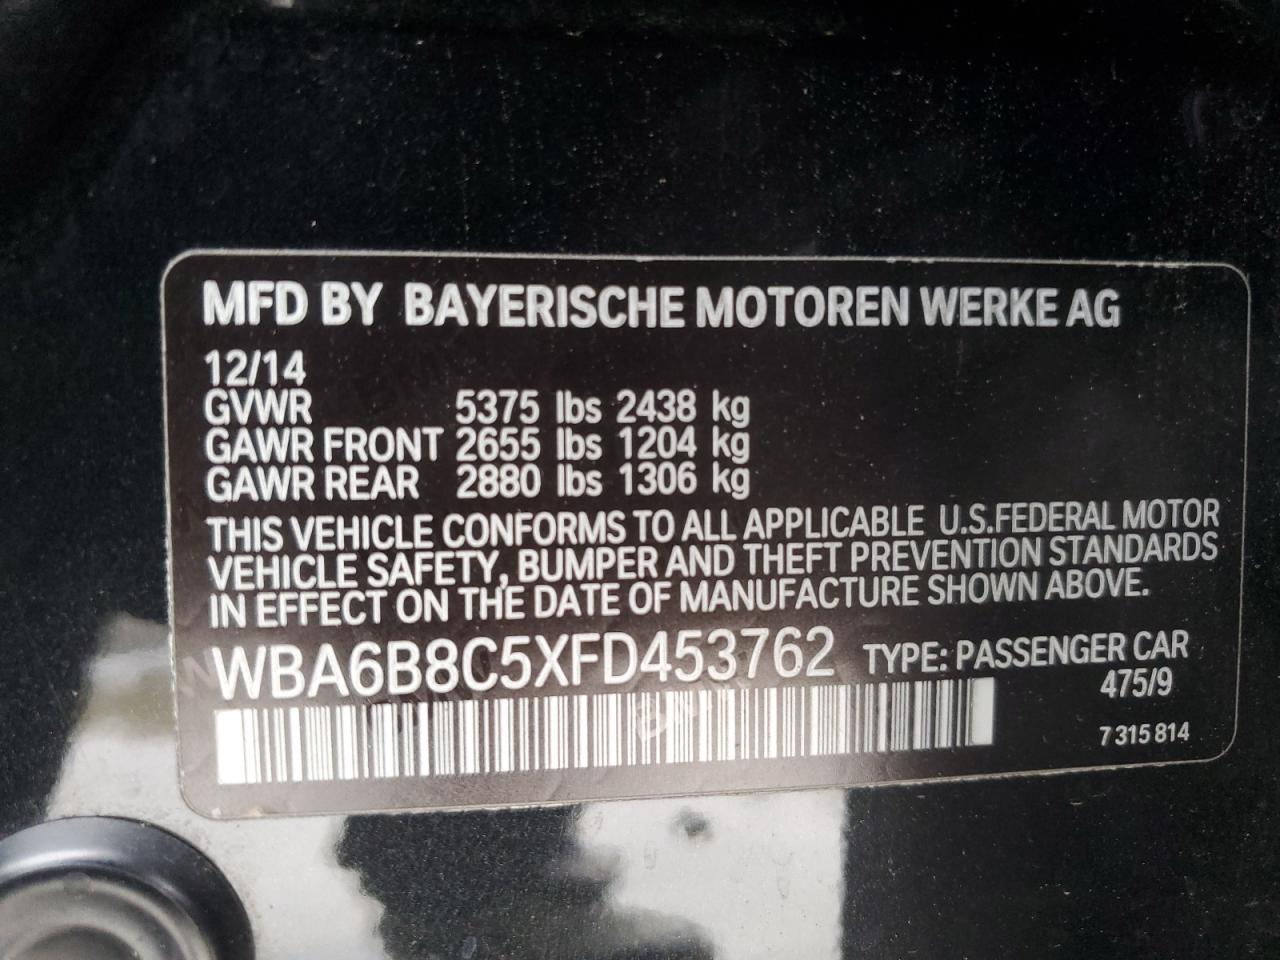 MFD BY BAYERISCHE MOTOREN WERKE AG
12/14
GVWR 5375 lbs 2438 kg
GAWR FRONT 2655 lbs 1204 kg
GAWR REAR 2880 lbs 1306 kg
THIS VEHICLE CONFORMS TO ALL APPLICABLE U.S.FEDERAL MOTOR
VEHICLE SAFETY, BUMPER AND THEFT PREVENTION STANDARDS
IN EFFECT ON THE DATE OF MANUFACTURE SHOWN ABOVE.
WBA6B8C5XFD453762 TYPE: PASSENGER CAR
475/9
7 315 814